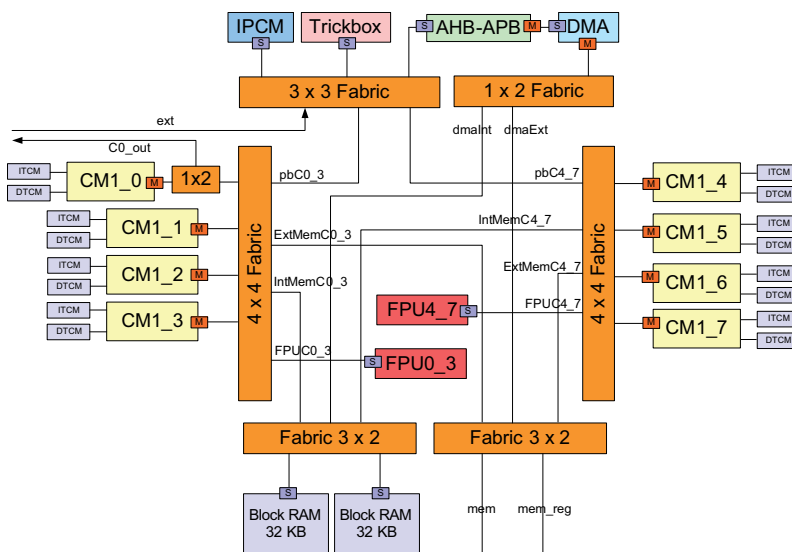 IPCM
Trickbox
AHB-APB
DMA
S
S
S
M
S
M
3 x 3 Fabric
1 x 2 Fabric
ext
dmaInt
dmaExt
C0_out
ITCM
DTCM
CM1_0
M
1x2
pbC0_3
pbC4_7
M
CM1_4
ITCM
DTCM
ITCM
DTCM
CM1_1
M
IntMemC4_7
M
CM1_5
ITCM
DTCM
4 x 4 Fabric
ExtMemC0_3
4 x 4 Fabric
ITCM
DTCM
CM1_2
M
IntMemC0_3
ExtMemC4_7
M
CM1_6
ITCM
DTCM
ITCM
DTCM
CM1_3
M
FPU4_7
S
FPUC4_7
M
CM1_7
ITCM
DTCM
FPUC0_3
S
FPU0_3
Fabric 3 x 2
Fabric 3 x 2
S
S
Block RAM
32 KB
Block RAM
32 KB
mem
mem_reg